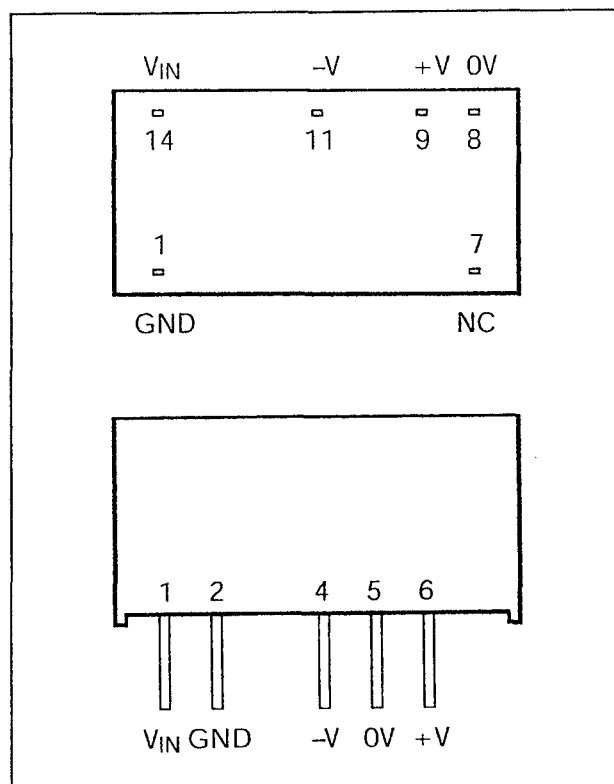 VIN –V +V 0V
14 11 9 8
1 7
GND NC
1 2 4 5 6
VIN GND –V 0V +V